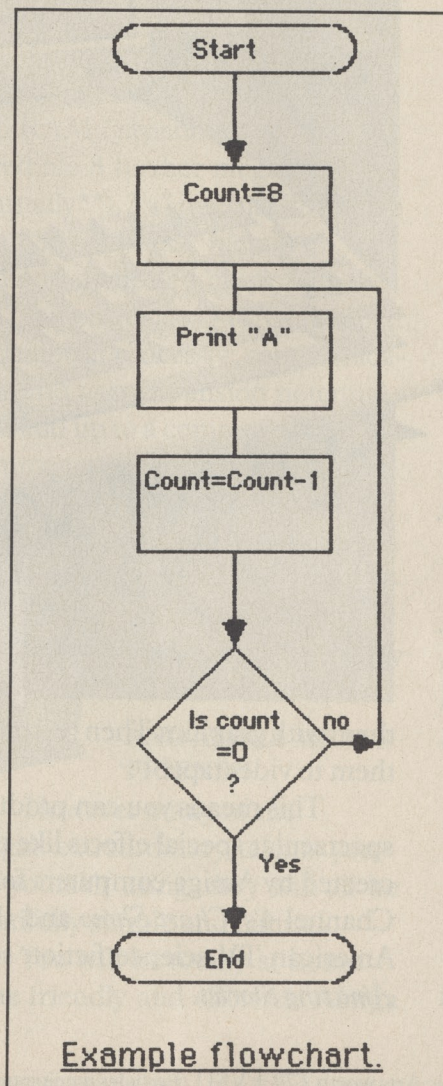 Start
Count=8
Print "A"
Count=Count-1
Is count
no
=0
?
Yes
End
Example flowchart.